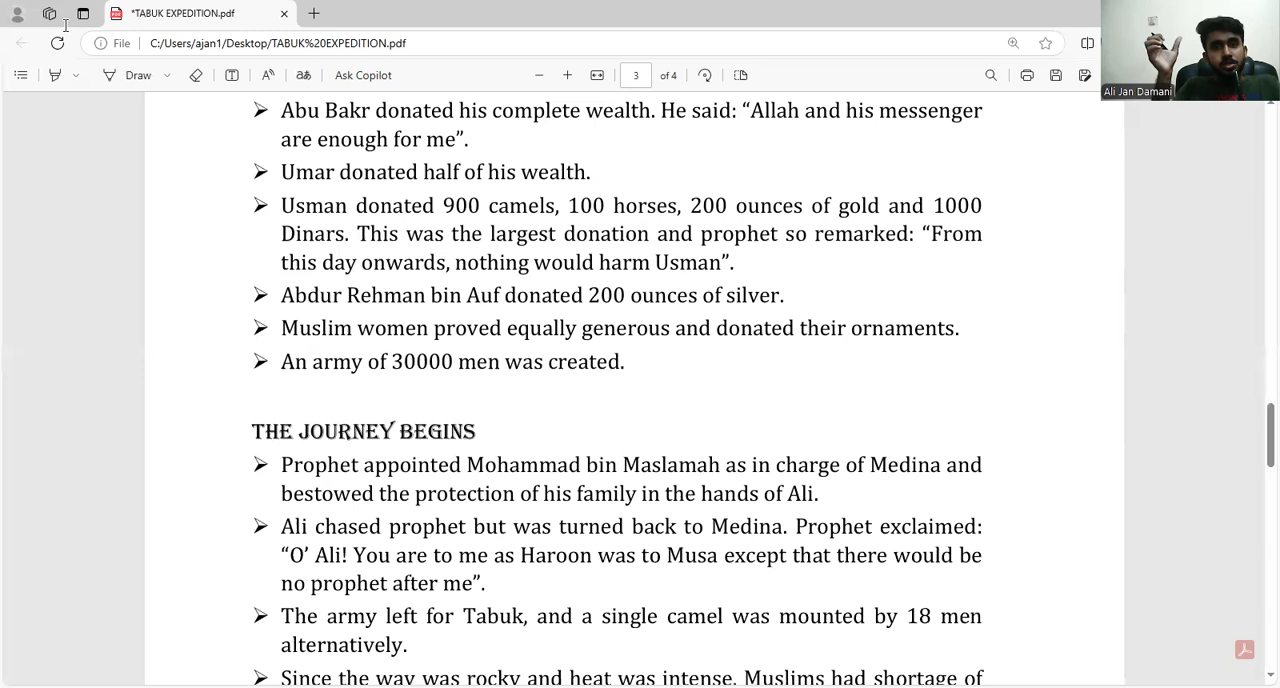 *TABUK EXPEDITION.pdf
File
C:/Users/ajan1/Desktop/TABUK%20EXPEDITION.pdf
Draw
Ask Copilot
3 of 4
Ali Jan Damani
➢ Abu Bakr donated his complete wealth. He said: “Allah and his messenger
are enough for me”.
➢ Umar donated half of his wealth.
➢ Usman donated 900 camels, 100 horses, 200 ounces of gold and 1000
Dinars. This was the largest donation and prophet so remarked: “From
this day onwards, nothing would harm Usman”.
➢ Abdur Rehman bin Auf donated 200 ounces of silver.
➢ Muslim women proved equally generous and donated their ornaments.
➢ An army of 30000 men was created.
THE JOURNEY BEGINS
➢ Prophet appointed Mohammad bin Maslamah as in charge of Medina and
bestowed the protection of his family in the hands of Ali.
➢ Ali chased prophet but was turned back to Medina. Prophet exclaimed:
“O’ Ali! You are to me as Haroon was to Musa except that there would be
no prophet after me”.
➢ The army left for Tabuk, and a single camel was mounted by 18 men
alternatively.
➢ Since the way was rocky and heat was intense. Muslims had shortage of